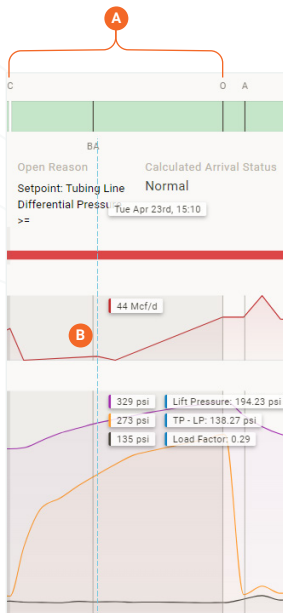 A
C
O
A
BA
Open Reason
Calculated Arrival Status
Setpoint: Tubing Line
Differential Pressu
>=
Normal
Tue Apr 23rd, 15:10
44 Mcf/d
B
329 psi
Lift Pressure: 194.23 psi
273 psi
TP - LP: 138.27 psi
135 psi
Load Factor: 0.29